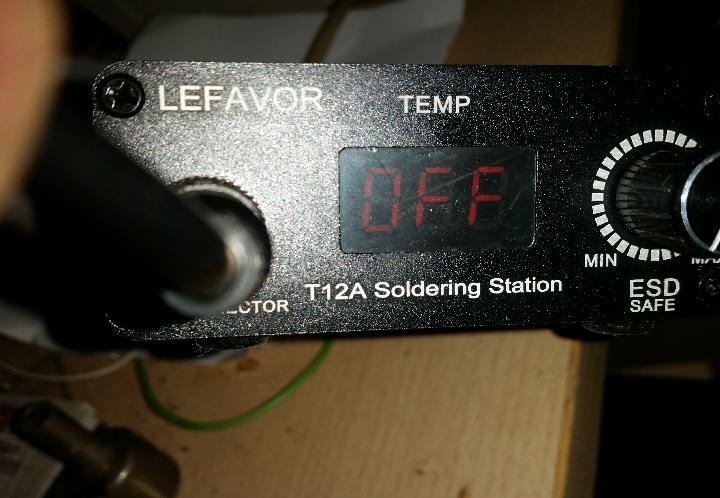 LEFAVOR
TEMP
OFF
MIN
T12A Soldering Station
ESD
SAFE